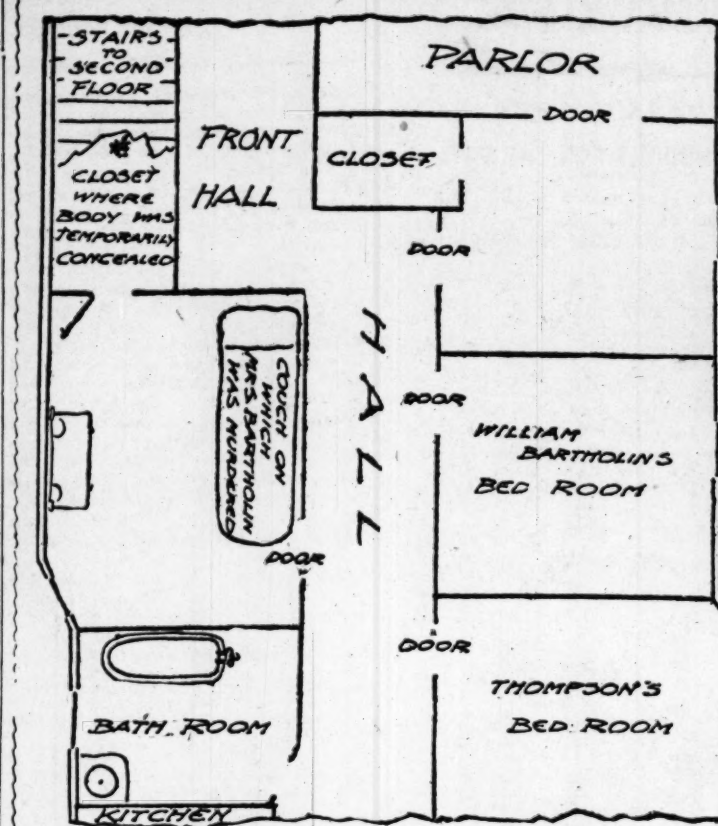 STAIRS
TO
SECOND
FLOOR
PARLOR
DOOR
FRONT
HALL
CLOSET
CLOSET
WHERE
BODY WAS
TEMPORARILY
CONCEALED
DOOR
HALL
COUCH ON
WHICH
MRS. BARTHOLIN
WAS MURDERED
DOOR
WILLIAM
BARTHOLIN'S
BED ROOM
DOOR
DOOR
THOMPSON'S
BED ROOM
BATH ROOM
KITCHEN